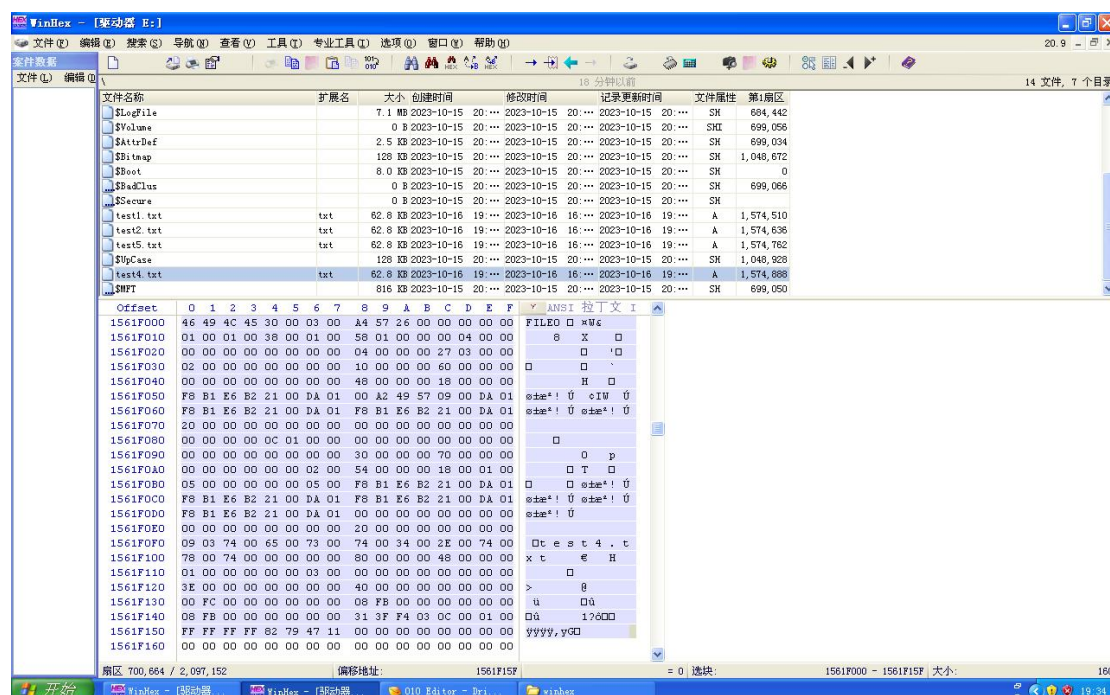 WinHex - [驱动器 E:]
文件(F) 编辑(E) 搜索(S) 导航(N) 查看(V) 工具(T) 专业工具(I) 选项(O) 窗口(W) 帮助(H) 20.9
案件数据
文件(L) 编辑(D
\ 18 分钟以前 14 文件, 7 个目录
文件名称 扩展名 大小 创建时间 修改时间 记录更新时间 文件属性 第1扇区
$LogFile 7.1 MB 2023-10-15 20:… 2023-10-15 20:… 2023-10-15 20:… SH 684,442
$Volume 0 B 2023-10-15 20:… 2023-10-15 20:… 2023-10-15 20:… SHI 699,056
$AttrDef 2.5 KB 2023-10-15 20:… 2023-10-15 20:… 2023-10-15 20:… SH 699,034
$Bitmap 128 KB 2023-10-15 20:… 2023-10-15 20:… 2023-10-15 20:… SH 1,048,672
$Boot 8.0 KB 2023-10-15 20:… 2023-10-15 20:… 2023-10-15 20:… SH 0
$BadClus 0 B 2023-10-15 20:… 2023-10-15 20:… 2023-10-15 20:… SH 699,066
$Secure 0 B 2023-10-15 20:… 2023-10-15 20:… 2023-10-15 20:… SH
test1.txt txt 62.8 KB 2023-10-16 19:… 2023-10-16 16:… 2023-10-16 19:… A 1,574,510
test2.txt txt 62.8 KB 2023-10-16 19:… 2023-10-16 16:… 2023-10-16 19:… A 1,574,636
test5.txt txt 62.8 KB 2023-10-16 19:… 2023-10-16 16:… 2023-10-16 19:… A 1,574,762
$UpCase 128 KB 2023-10-15 20:… 2023-10-15 20:… 2023-10-15 20:… SH 1,048,928
test4.txt txt 62.8 KB 2023-10-16 19:… 2023-10-16 16:… 2023-10-16 19:… A 1,574,888
$MFT 816 KB 2023-10-15 20:… 2023-10-15 20:… 2023-10-15 20:… SH 699,050
Offset 0 1 2 3 4 5 6 7 8 9 A B C D E F ANSI 拉丁文 I
1561F000 46 49 4C 45 30 00 03 00 A4 57 26 00 00 00 00 00 FILE0 ¤W&
1561F010 01 00 01 00 38 00 01 00 58 01 00 00 00 04 00 00 8 X
1561F020 00 00 00 00 00 00 00 00 04 00 00 00 27 03 00 00 '
1561F030 02 00 00 00 00 00 00 00 10 00 00 00 60 00 00 00 `
1561F040 00 00 00 00 00 00 00 00 48 00 00 00 18 00 00 00 H
1561F050 F8 B1 E6 B2 21 00 DA 01 00 A2 49 57 09 00 DA 01 ø±æ²! Ú ¢IW Ú
1561F060 F8 B1 E6 B2 21 00 DA 01 F8 B1 E6 B2 21 00 DA 01 ø±æ²! Ú ø±æ²! Ú
1561F070 20 00 00 00 00 00 00 00 00 00 00 00 00 00 00 00
1561F080 00 00 00 00 0C 01 00 00 00 00 00 00 00 00 00 00
1561F090 00 00 00 00 00 00 00 00 30 00 00 00 70 00 00 00 0 p
1561F0A0 00 00 00 00 00 00 02 00 54 00 00 00 18 00 01 00 T
1561F0B0 05 00 00 00 00 00 05 00 F8 B1 E6 B2 21 00 DA 01 ø±æ²! Ú
1561F0C0 F8 B1 E6 B2 21 00 DA 01 F8 B1 E6 B2 21 00 DA 01 ø±æ²! Ú ø±æ²! Ú
1561F0D0 F8 B1 E6 B2 21 00 DA 01 00 00 00 00 00 00 00 00 ø±æ²! Ú
1561F0E0 00 00 00 00 00 00 00 00 20 00 00 00 00 00 00 00
1561F0F0 09 03 74 00 65 00 73 00 74 00 34 00 2E 00 74 00 t e s t 4 . t
1561F100 78 00 74 00 00 00 00 00 80 00 00 00 48 00 00 00 x t € H
1561F110 01 00 00 00 00 00 03 00 00 00 00 00 00 00 00 00
1561F120 3E 00 00 00 00 00 00 00 40 00 00 00 00 00 00 00 > @
1561F130 00 FC 00 00 00 00 00 00 08 FB 00 00 00 00 00 00 ü û
1561F140 08 FB 00 00 00 00 00 00 31 3F F4 03 0C 00 01 00 û 1?ô
1561F150 FF FF FF FF 82 79 47 11 00 00 00 00 00 00 00 00 ÿÿÿÿ‚yG
1561F160 00 00 00 00 00 00 00 00 00 00 00 00 00 00 00 00
扇区 700,664 / 2,097,152 偏移地址: 1561F15F = 0 选块: 1561F000 - 1561F15F 大小: 160
开始 WinHex - [驱动器... WinHex - [驱动器... 010 Editor - Dri... winhex 19:34